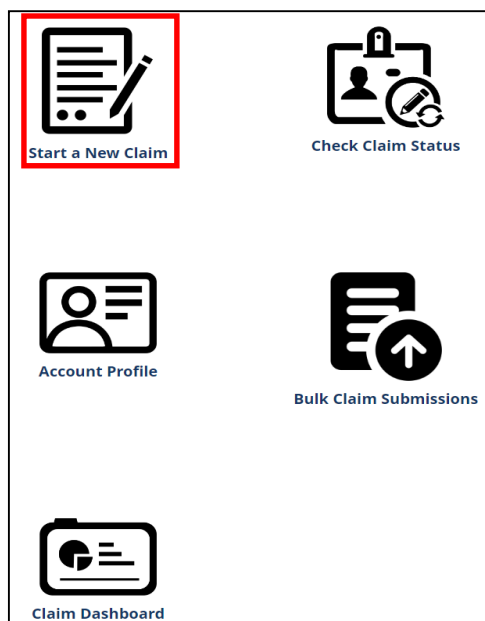 Start a New Claim
Check Claim Status
Account Profile
Bulk Claim Submissions
Claim Dashboard